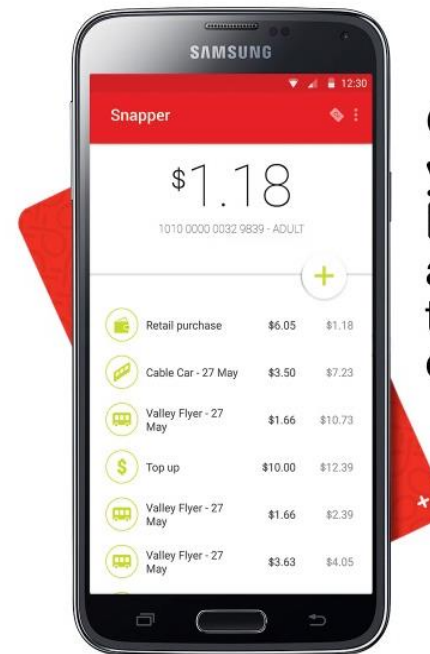 SAMSUNG
12:30
Snapper
$1.18
1010 0000 0032 9839 - ADULT
+
Retail purchase $6.05 $1.18
Cable Car - 27 May $3.50 $7.23
Valley Flyer - 27 May $1.66 $10.73
$ Top up $10.00 $12.39
Valley Flyer - 27 May $1.66 $2.39
Valley Flyer - 27 May $3.63 $4.05